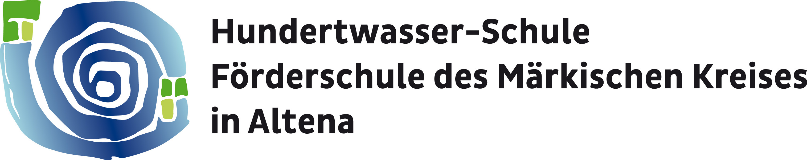 Hundertwasser-Schule
Förderschule des Märkischen Kreises
in Altena